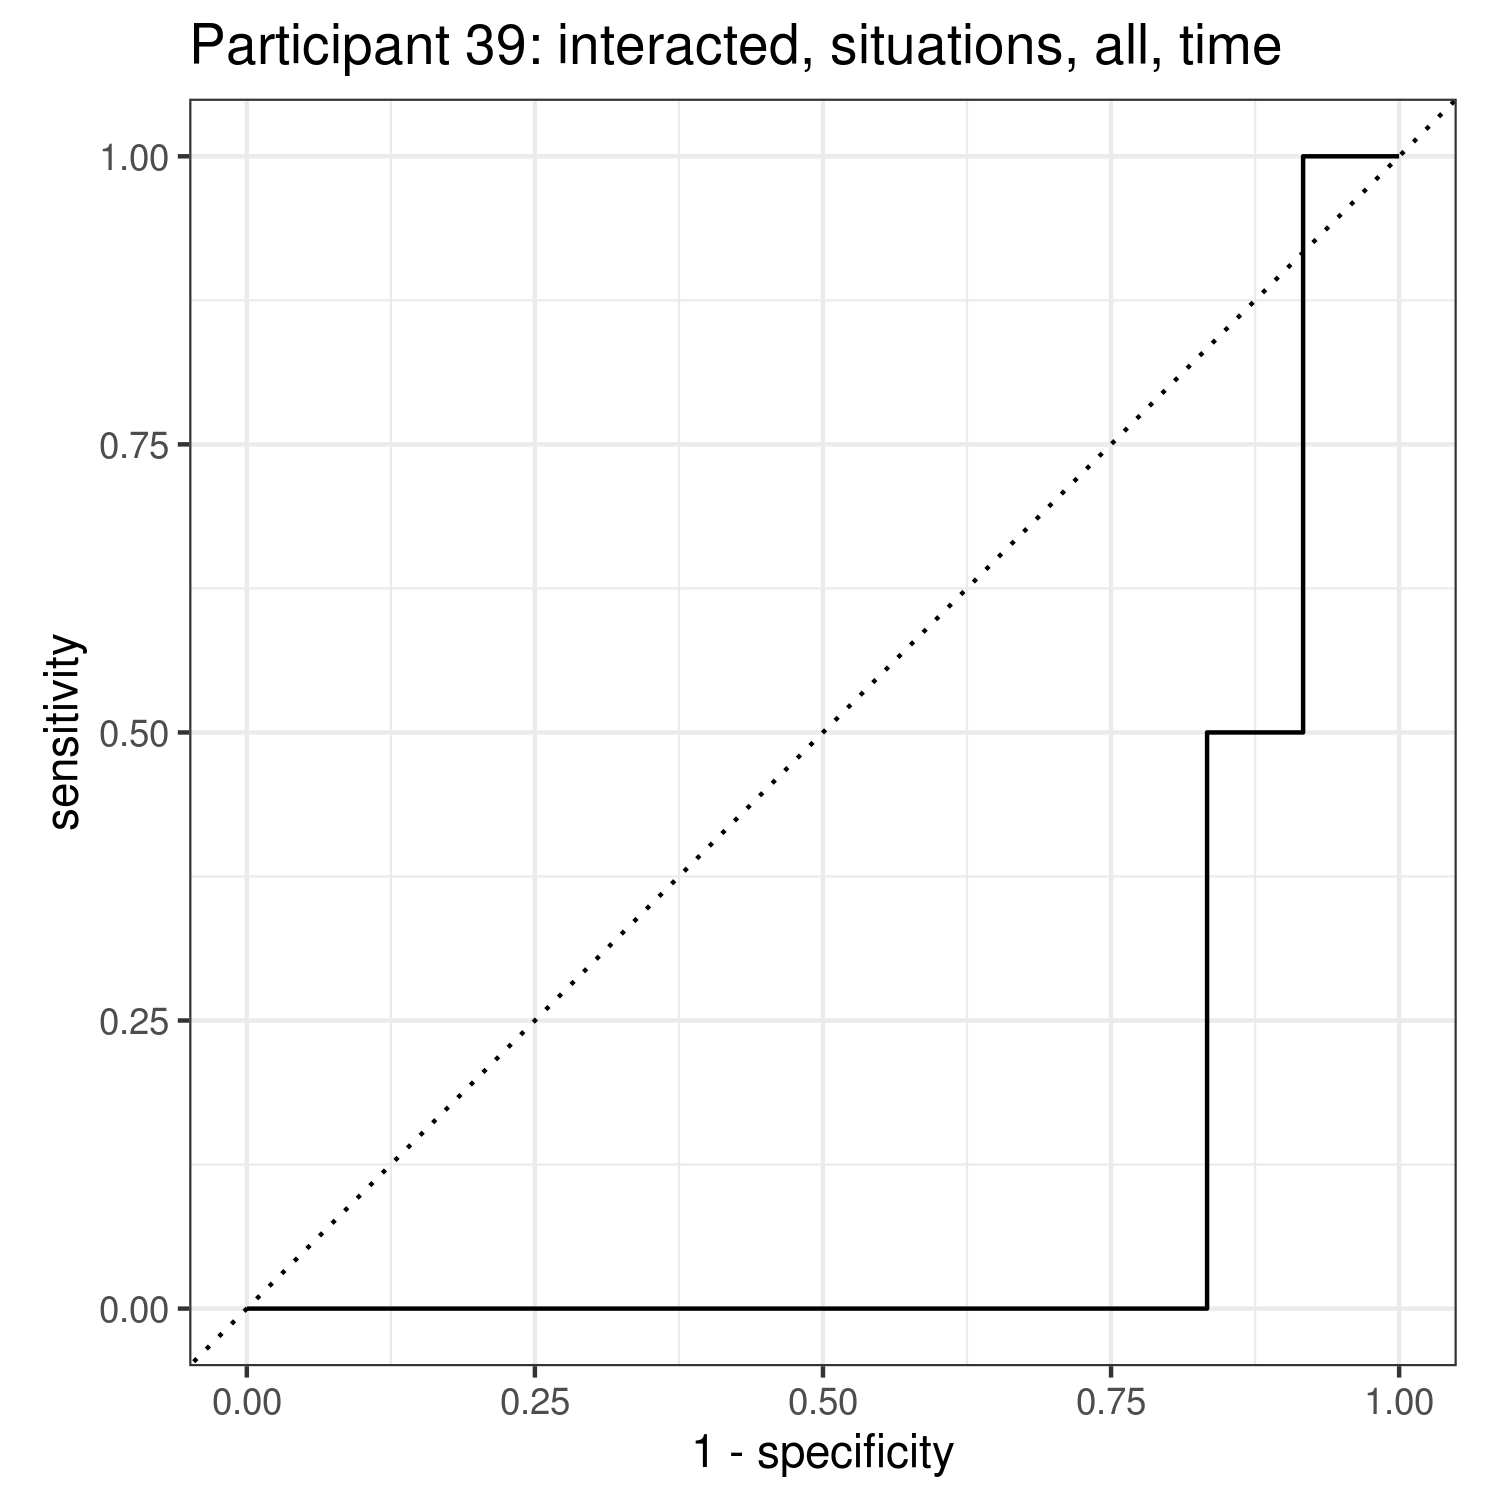 Participant 39: interacted, situations, all, time
1.00
0.75
0.50
0.25
0.00
sensitivity
0.00 0.25 0.50 0.75 1.00
1 - specificity